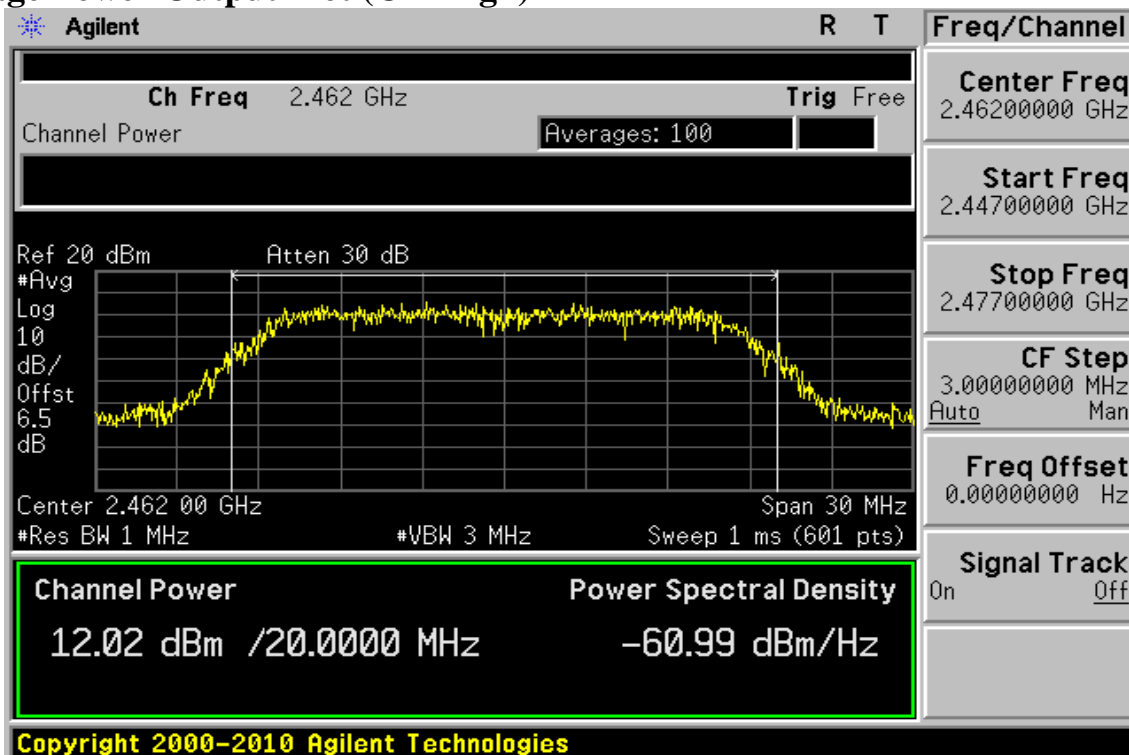 Agilent R T Freq/Channel
Ch Freq 2.462 GHz Trig Free
Channel Power Averages: 100
Center Freq
2.46200000 GHz
Start Freq
2.44700000 GHz
Stop Freq
2.47700000 GHz
CF Step
3.00000000 MHz
Auto Man
Freq Offset
0.00000000 Hz
Signal Track
On Off
Ref 20 dBm Atten 30 dB
#Avg
Log
10
dB/
Offst
6.5
dB
Center 2.462 00 GHz Span 30 MHz
#Res BW 1 MHz #VBW 3 MHz Sweep 1 ms (601 pts)
Channel Power Power Spectral Density
12.02 dBm /20.0000 MHz -60.99 dBm/Hz
Copyright 2000-2010 Agilent Technologies